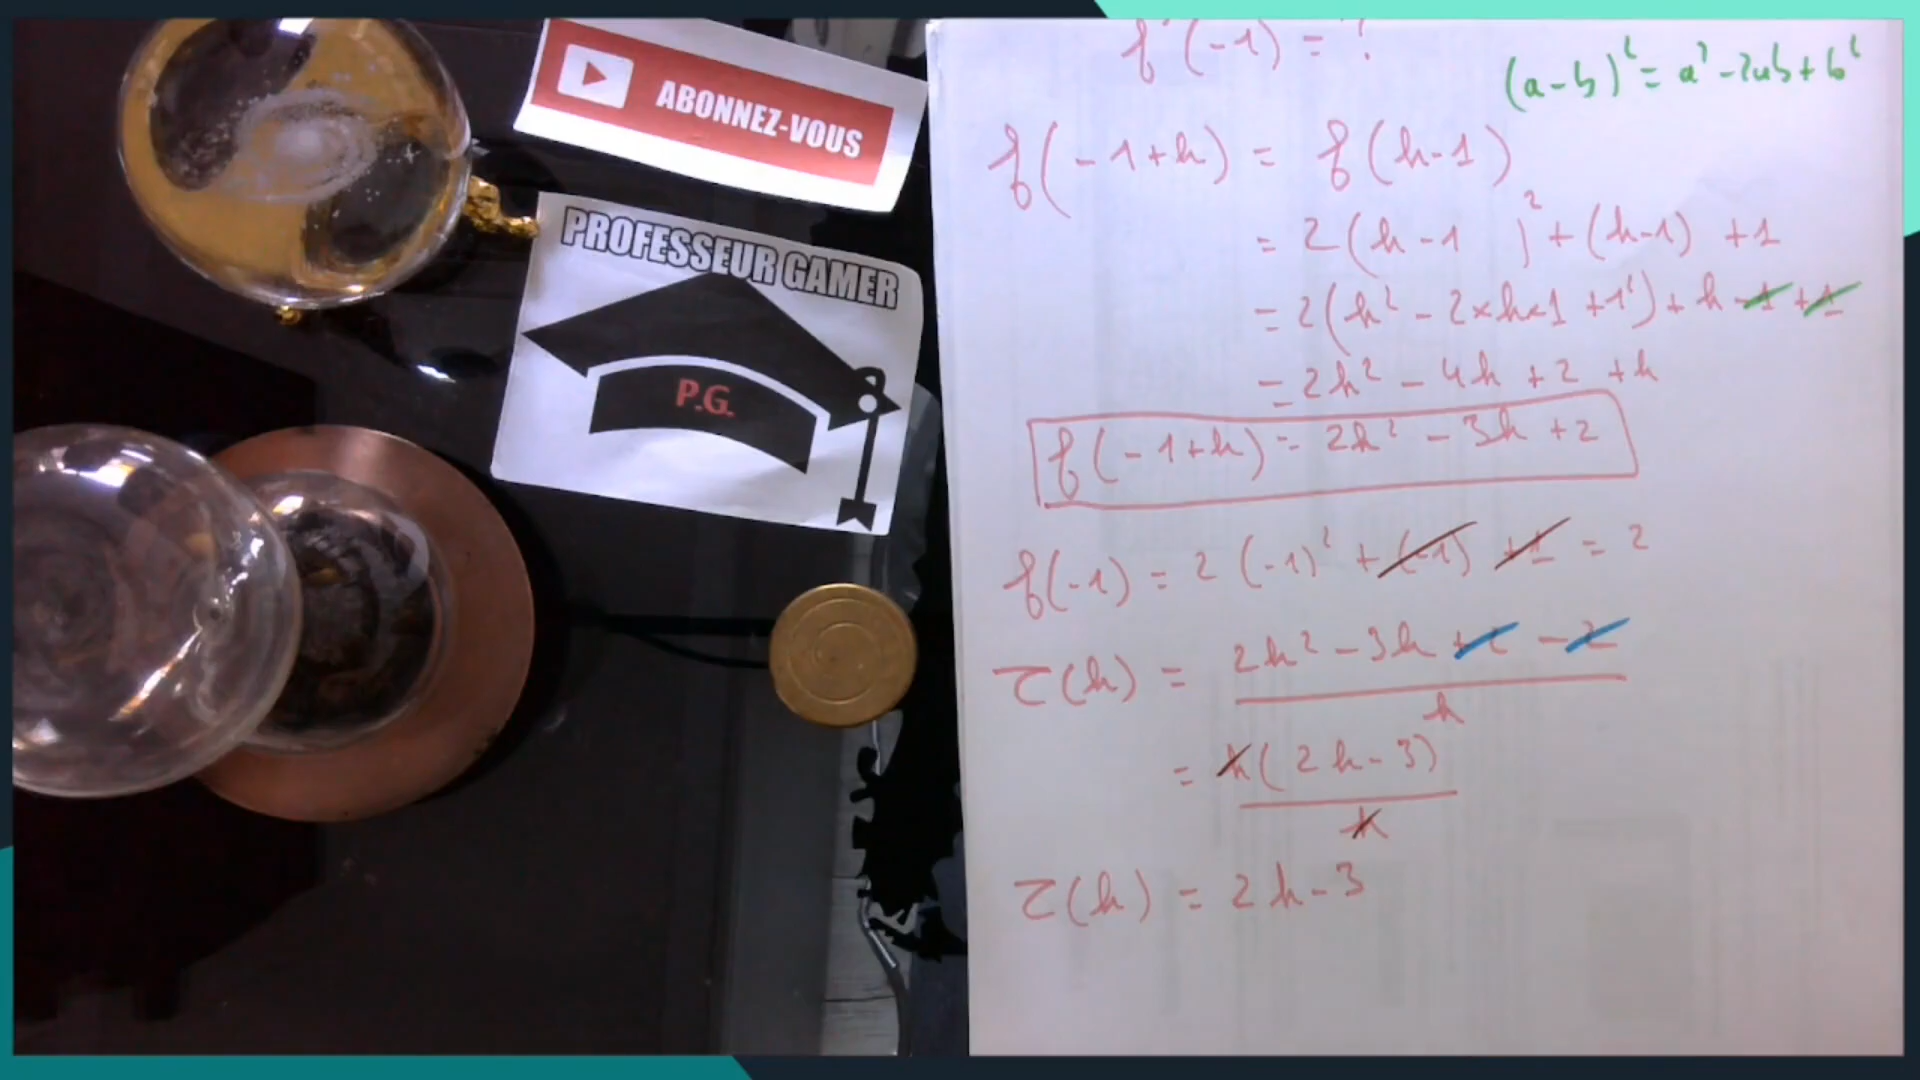 ABONNEZ-VOUS
PROFESSEUR GAMER
P.G.
f'(-1) = ?
(a-b)² = a² - 2ab + b²
f(-1+h) = f(h-1)
= 2(h-1)² + (h-1) + 1
= 2(h² - 2×h×1 + 1²) + h - 1 + 1
= 2h² - 4h + 2 + h
f(-1+h) = 2h² - 3h + 2
f(-1) = 2(-1)² + (-1) + 1 = 2
τ(h) = 2h² - 3h + 2 - 2
h
= h(2h-3)
h
τ(h) = 2h - 3